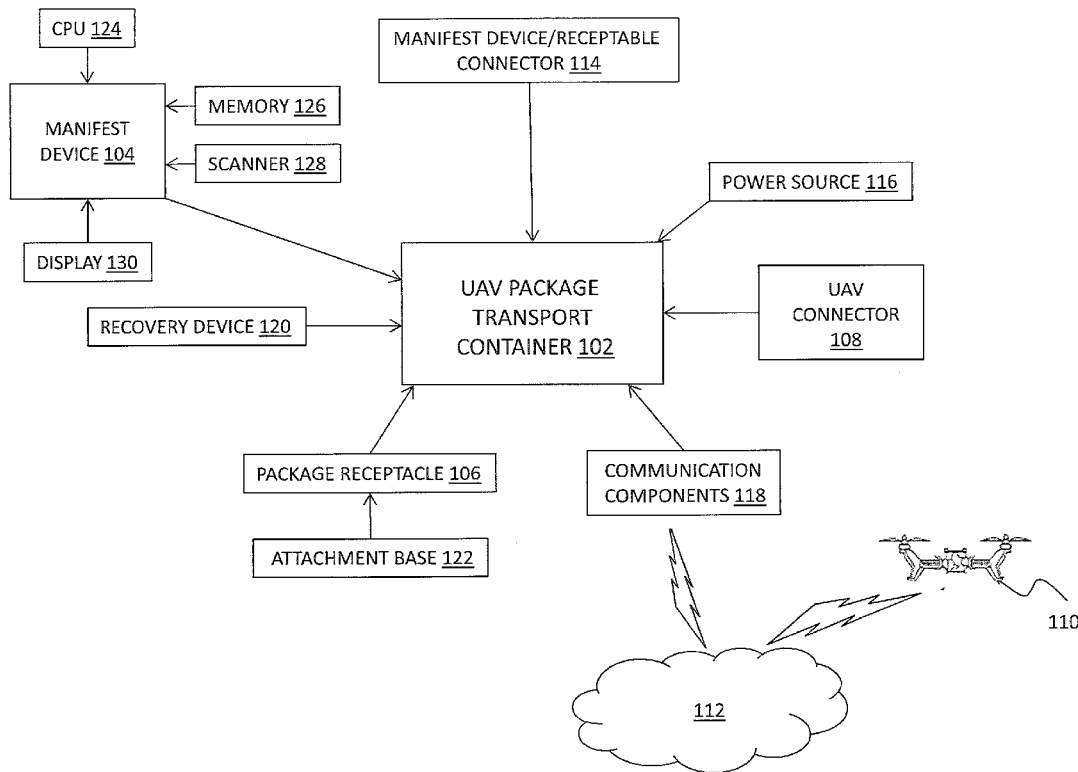 CPU 124
MANIFEST DEVICE/RECEPTABLE
CONNECTOR 114
MANIFEST
DEVICE 104
MEMORY 126
SCANNER 128
POWER SOURCE 116
DISPLAY 130
UAV PACKAGE
TRANSPORT
CONTAINER 102
UAV
CONNECTOR
108
RECOVERY DEVICE 120
PACKAGE RECEPTACLE 106
COMMUNICATION
COMPONENTS 118
ATTACHMENT BASE 122
110
112